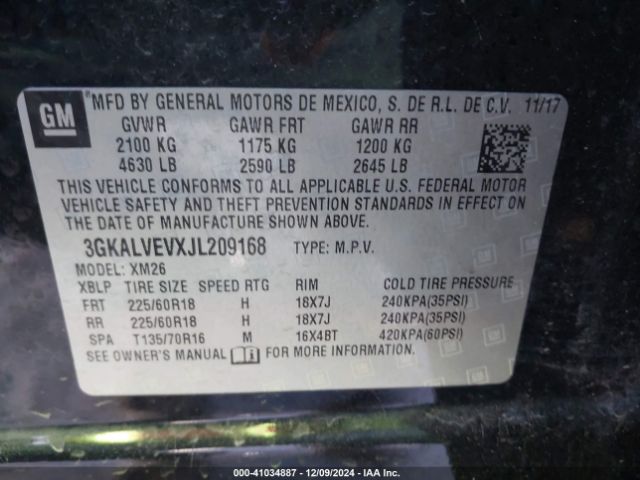 GM
*MFD BY GENERAL MOTORS DE MEXICO, S. DE R.L. DE C.V. 11/17
GVWR GAWR FRT GAWR RR
2100 KG 1175 KG 1200 KG
4630 LB 2590 LB 2645 LB
THIS VEHICLE CONFORMS TO ALL APPLICABLE U.S. FEDERAL MOTOR
VEHICLE SAFETY AND THEFT PREVENTION STANDARDS IN EFFECT ON
THE DATE OF MANUFACTURE SHOWN ABOVE.
3GKALVEVXJL209168 TYPE: M.P.V.
MODEL: XM26
XBLP TIRE SIZE SPEED RTG RIM COLD TIRE PRESSURE
FRT 225/60R18 H 18X7J 240KPA(35PSI)
RR 225/60R18 H 18X7J 240KPA(35PSI)
SPA T135/70R16 M 16X4BT 420KPA(60PSI)
SEE OWNER'S MANUAL FOR MORE INFORMATION.
000-41034887 - 12/09/2024 - IAA Inc.